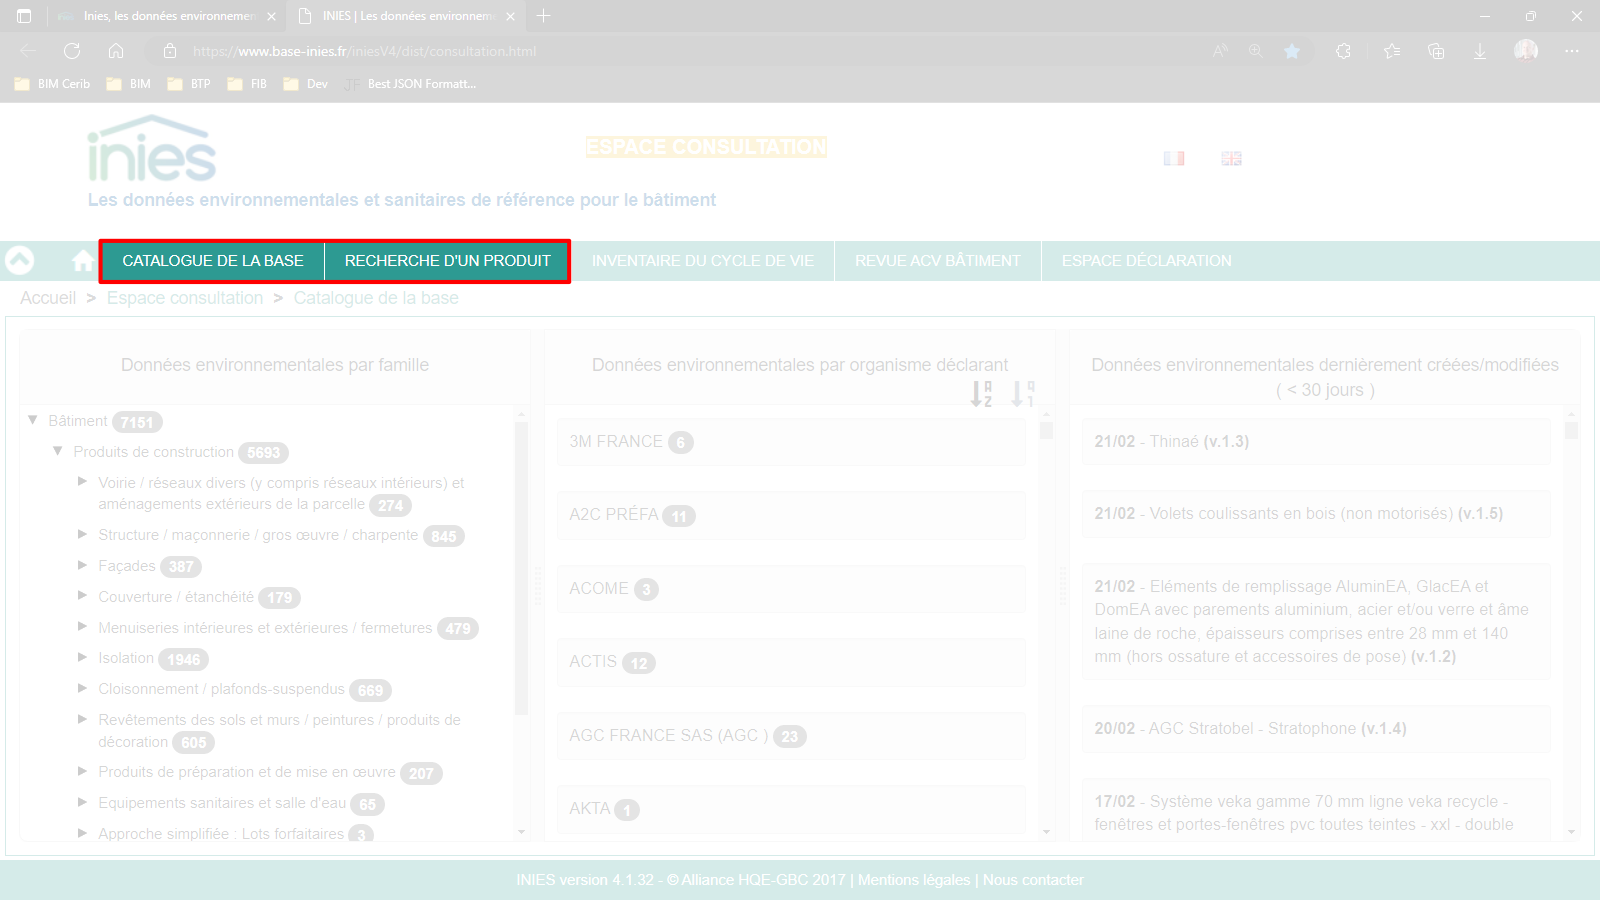 Inies, les données environnemen
INIES | Les données environneme
https://www.base-inies.fr/iniesV4/dist/consultation.html
BIM Cerib
BIM
BTP
FIB
Dev
JF
Best JSON Formatt...
inies
ESPACE CONSULTATION
Les données environnementales et sanitaires de référence pour le bâtiment
CATALOGUE DE LA BASE
RECHERCHE D'UN PRODUIT
INVENTAIRE DU CYCLE DE VIE
REVUE ACV BÂTIMENT
ESPACE DÉCLARATION
Accueil > Espace consultation > Catalogue de la base
Données environnementales par famille
Bâtiment 7151
Produits de construction 5693
Voirie / réseaux divers (y compris réseaux intérieurs) et
aménagements extérieurs de la parcelle 274
Structure / maçonnerie / gros œuvre / charpente 845
Façades 387
Couverture / étanchéité 179
Menuiseries intérieures et extérieures / fermetures 479
Isolation 1946
Cloisonnement / plafonds-suspendus 669
Revêtements des sols et murs / peintures / produits de
décoration 605
Produits de préparation et de mise en œuvre 207
Equipements sanitaires et salle d'eau 65
Approche simplifiée : Lots forfaitaires 3
Données environnementales par organisme déclarant
3M FRANCE 6
A2C PRÉFA 11
ACOME 3
ACTIS 12
AGC FRANCE SAS (AGC ) 23
AKTA 1
Données environnementales dernièrement créées/modifiées
( < 30 jours )
21/02 - Thinaé (v.1.3)
21/02 - Volets coulissants en bois (non motorisés) (v.1.5)
21/02 - Eléments de remplissage AluminEA, GlacEA et
DomEA avec parements aluminium, acier et/ou verre et âme
laine de roche, épaisseurs comprises entre 28 mm et 140
mm (hors ossature et accessoires de pose) (v.1.2)
20/02 - AGC Stratobel - Stratophone (v.1.4)
17/02 - Système veka gamme 70 mm ligne veka recycle -
fenêtres et portes-fenêtres pvc toutes teintes - xxl - double
INIES version 4.1.32 - © Alliance HQE-GBC 2017 | Mentions légales | Nous contacter